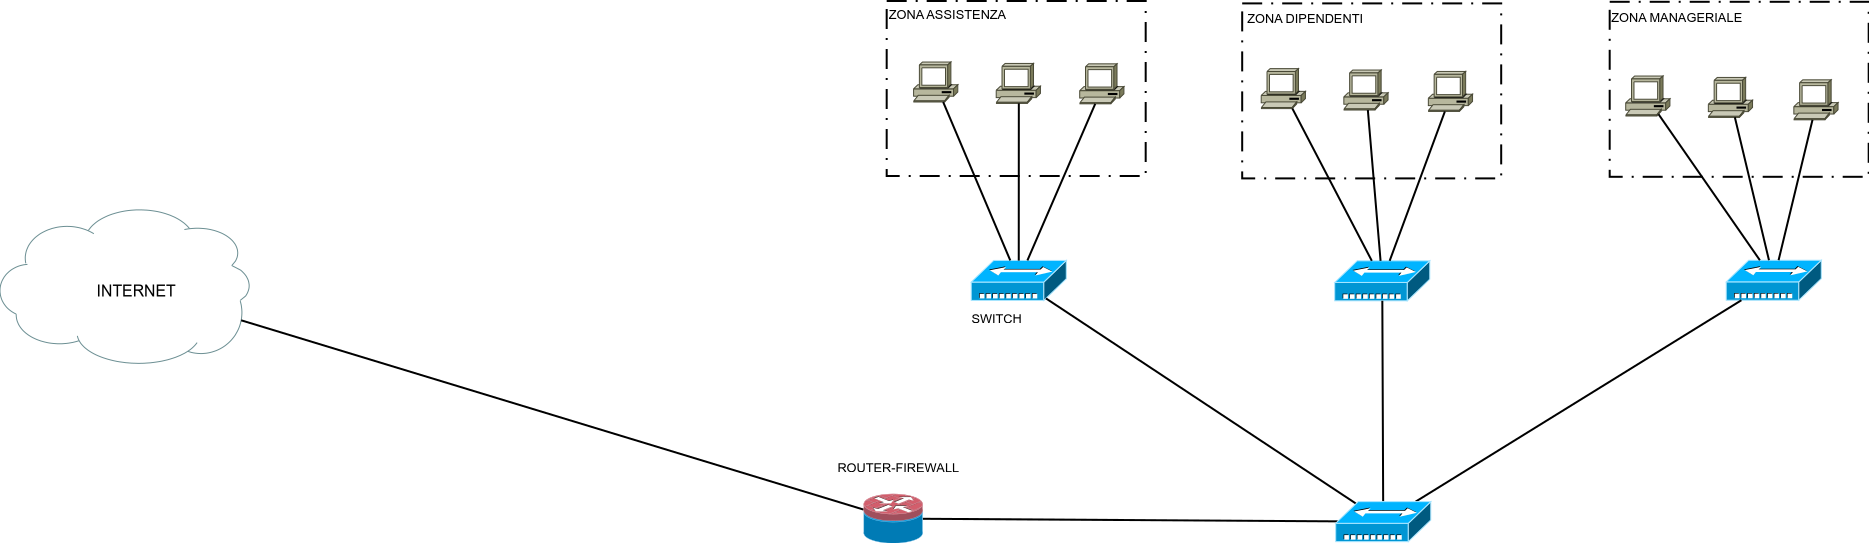 ZONA ASSISTENZA
ZONA DIPENDENTI
ZONA MANAGERIALE
INTERNET
SWITCH
ROUTER-FIREWALL